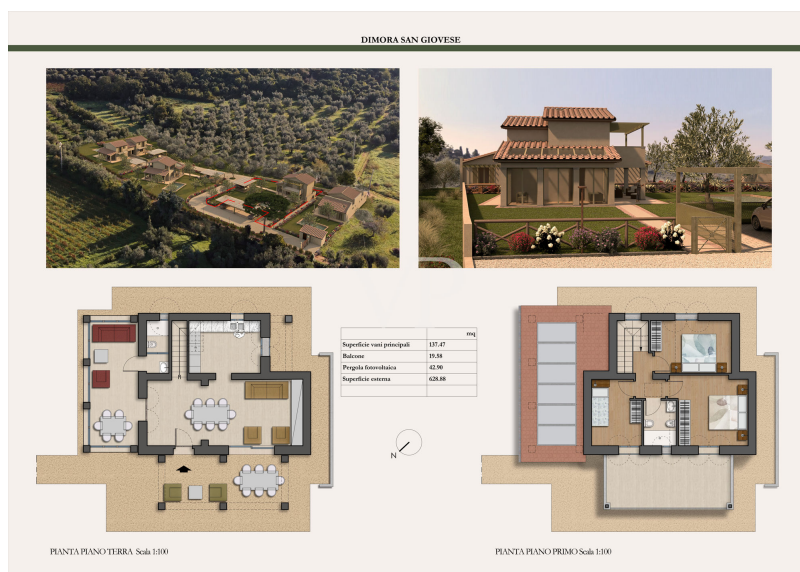 DIMORA SAN GIOVESE
mq
Superficie vani principali 137.47
Balcone 19.58
Pergola fotovoltaica 42.90
Superficie esterna 628.88
N
PIANTA PIANO TERRA Scala 1:100
PIANTA PIANO PRIMO Scala 1:100